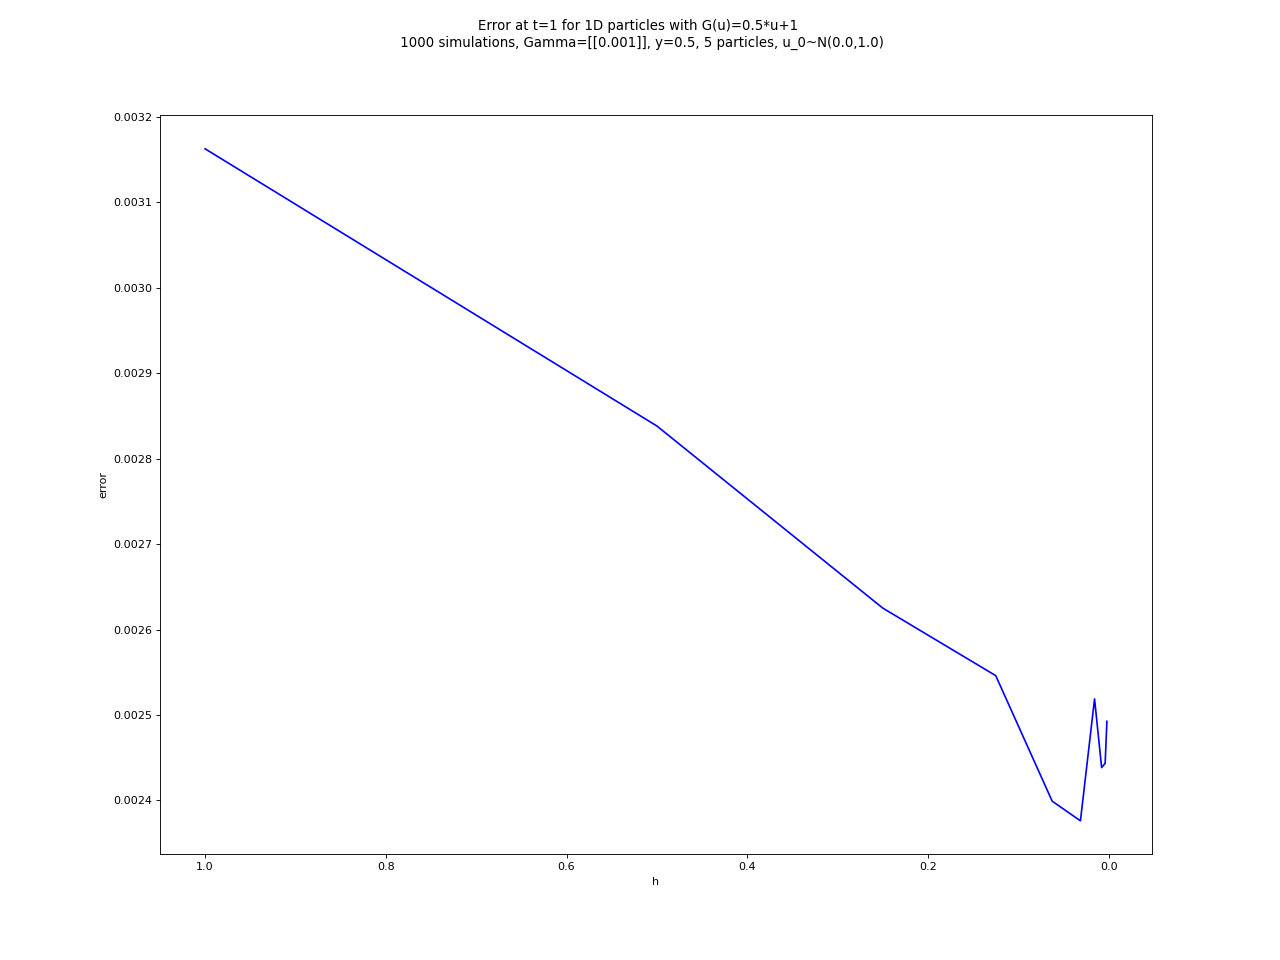 Error at t=1 for 1D particles with G(u)=0.5*u+1
1000 simulations, Gamma=[[0.001]], y=0.5, 5 particles, u_0~N(0.0,1.0)
0.0032
0.0031
0.0030
0.0029
0.0028
0.0027
0.0026
0.0025
0.0024
error
1.0 0.8 0.6 0.4 0.2 0.0
h